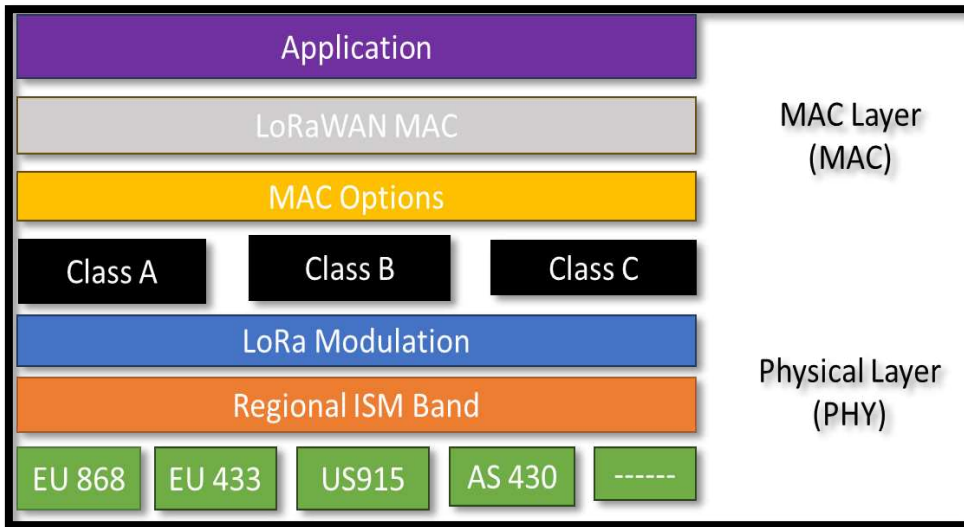 Application
LoRaWAN MAC
MAC Layer
(MAC)
MAC Options
Class A
Class B
Class C
LoRa Modulation
Regional ISM Band
Physical Layer
(PHY)
EU 868
EU 433
US915
AS 430
------